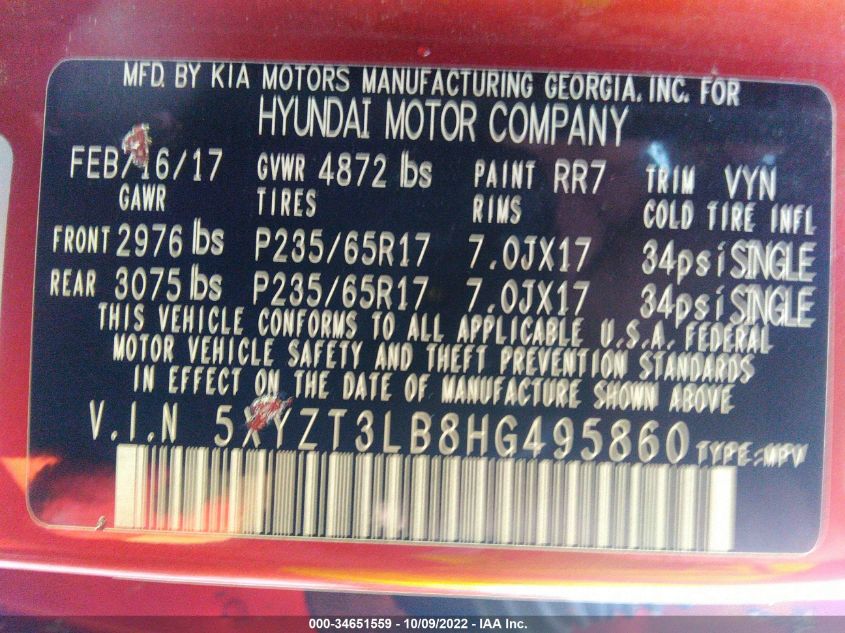 MFD. BY KIA MOTORS MANUFACTURING GEORGIA, INC. FOR
HYUNDAI MOTOR COMPANY
FEB/16/17 GVWR 4872 lbs PAINT RR7 TRIM VYN
GAWR TIRES RIMS COLD TIRE INFL
FRONT 2976 lbs P235/65R17 7.0JX17 34psi SINGLE
REAR 3075 lbs P235/65R17 7.0JX17 34psi SINGLE
THIS VEHICLE CONFORMS TO ALL APPLICABLE U.S.A. FEDERAL
MOTOR VEHICLE SAFETY AND THEFT PREVENTION STANDARDS
IN EFFECT ON THE DATE OF MANUFACTURE SHOWN ABOVE
V.I.N 5XYZT3LB8HG495860 TYPE:MPV
000-34651559 - 10/09/2022 - IAA Inc.